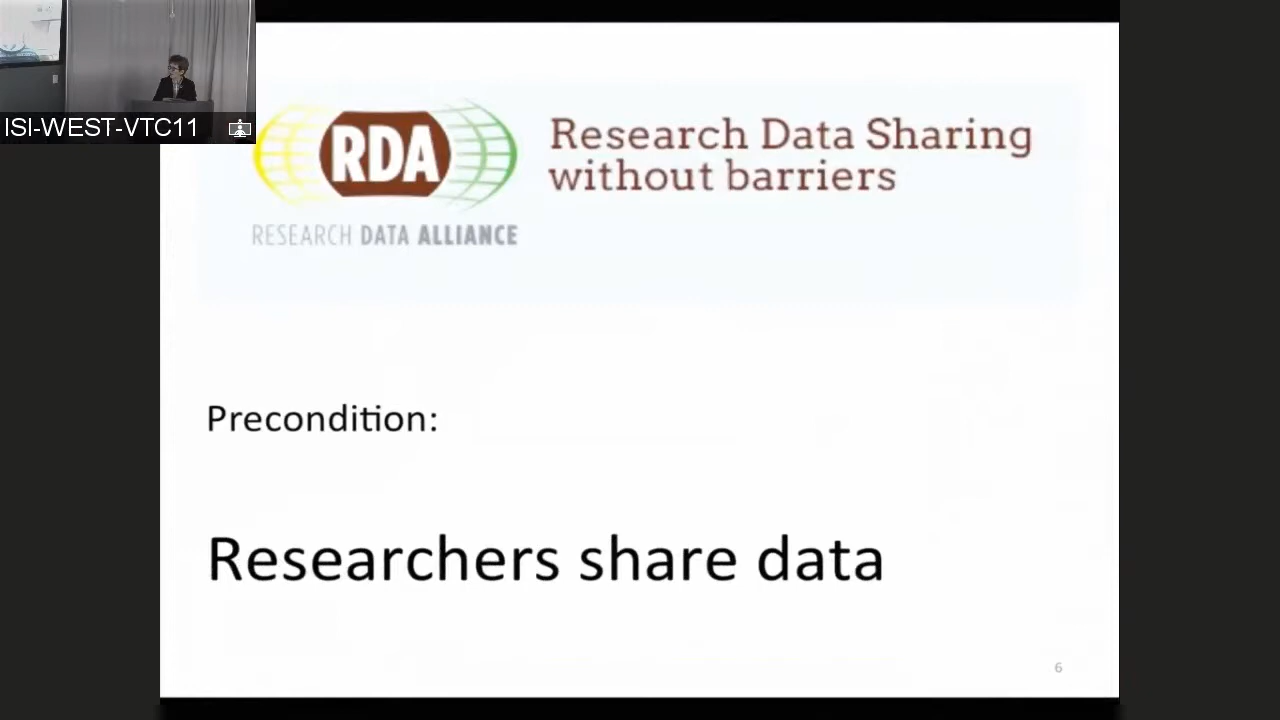 ISI-WEST-VTC11
RDA
RESEARCH DATA ALLIANCE
Research Data Sharing
without barriers
Precondition:
Researchers share data
6